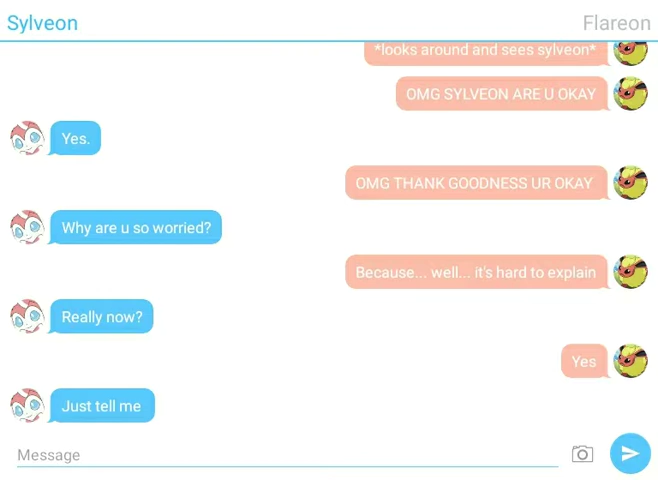 Sylveon
Flareon
*looks around and sees sylveon*
OMG SYLVEON ARE U OKAY
Yes.
OMG THANK GOODNESS UR OKAY
Why are u so worried?
Because... well... it's hard to explain
Really now?
Yes
Just tell me
Message